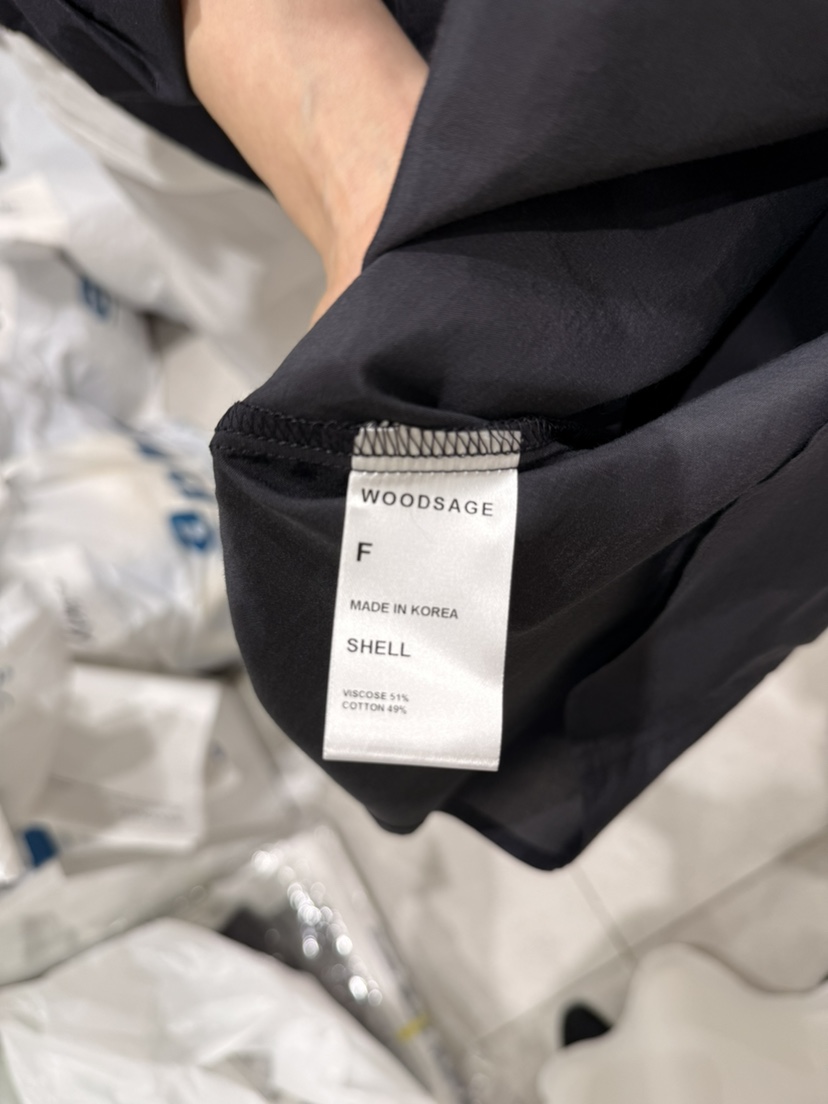 WOODSAGE
F
MADE IN KOREA
SHELL
VISCOSE 51%
COTTON 49%